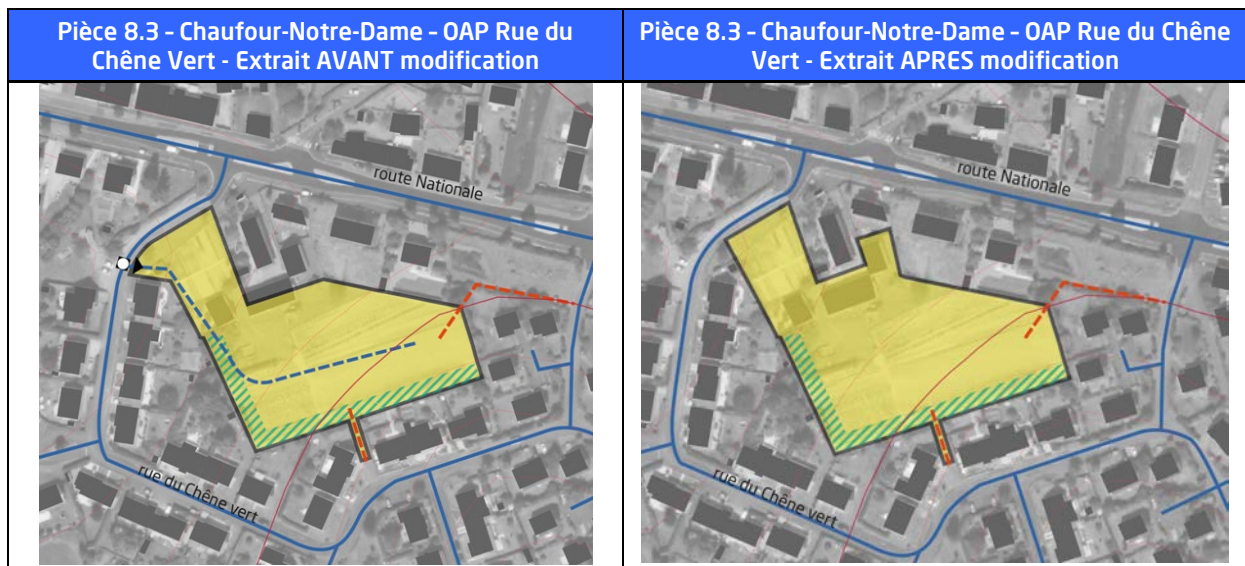 Pièce 8.3 – Chaufour-Notre-Dame – OAP Rue du
Chêne Vert - Extrait AVANT modification
Pièce 8.3 – Chaufour-Notre-Dame – OAP Rue du Chêne
Vert - Extrait APRES modification
route Nationale
rue du Chêne vert
route Nationale
rue du Chêne vert